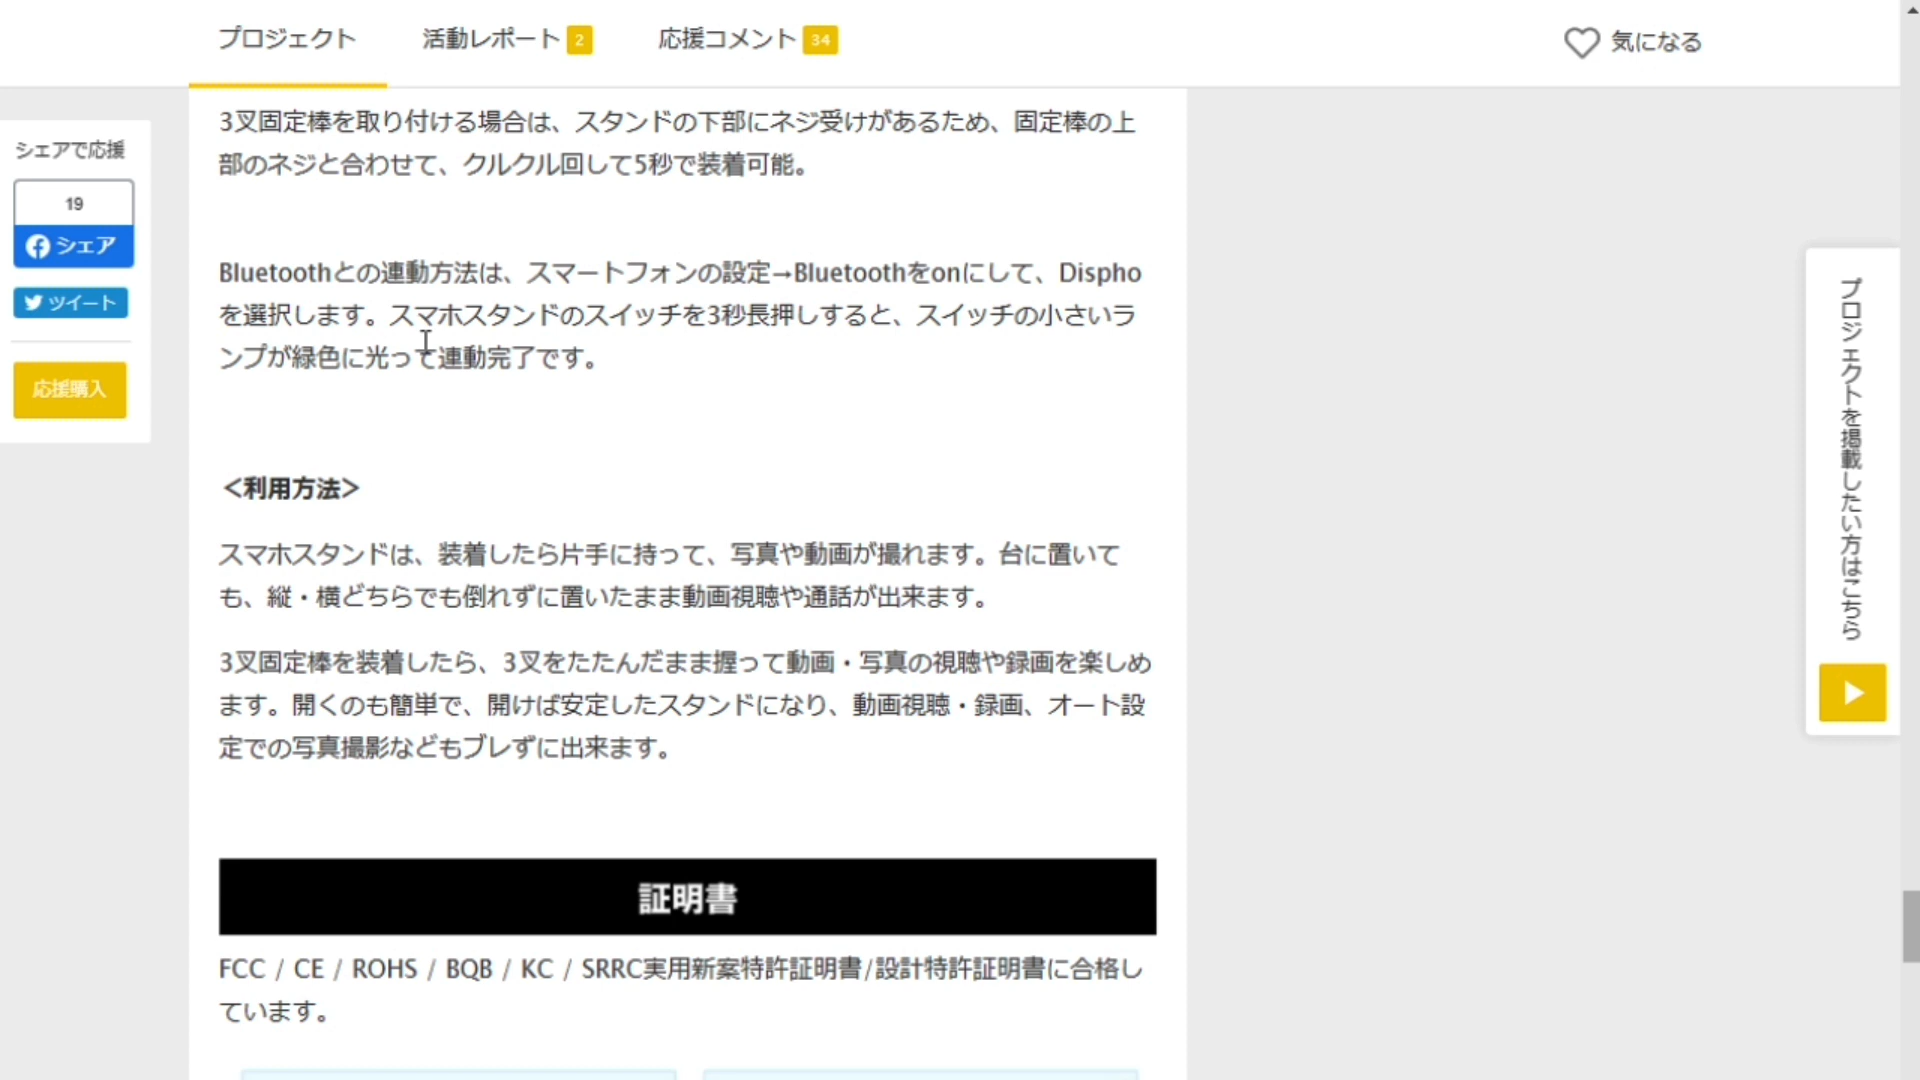 プロジェクト
活動レポート 2
応援コメント 34
気になる
シェアで応援
19
シェア
ツイート
応援購入
3叉固定棒を取り付ける場合は、スタンドの下部にネジ受けがあるため、固定棒の上
部のネジと合わせて、クルクル回して5秒で装着可能。
Bluetoothとの連動方法は、スマートフォンの設定→Bluetoothをonにして、Dispho
を選択します。スマホスタンドのスイッチを3秒長押しすると、スイッチの小さいラ
ンプが緑色に光って連動完了です。
＜利用方法＞
スマホスタンドは、装着したら片手に持って、写真や動画が撮れます。台に置いて
も、縦・横どちらでも倒れずに置いたまま動画視聴や通話が出来ます。
3叉固定棒を装着したら、3叉をたたんだまま握って動画・写真の視聴や録画を楽しめ
ます。開くのも簡単で、開けば安定したスタンドになり、動画視聴・録画、オート設
定での写真撮影などもブレずに出来ます。
証明書
FCC / CE / ROHS / BQB / KC / SRRC実用新案特許証明書/設計特許証明書に合格し
ています。
プロジェクトを掲載したい方はこちら